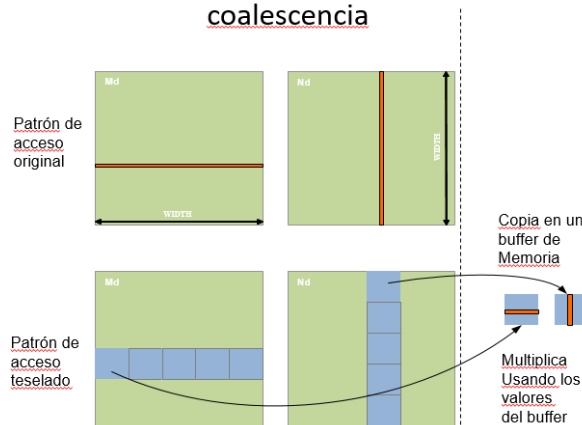 coalescencia
Md
Nd
Patrón de
acceso
original
WIDTH
WIDTH
Copia en un
buffer de
Memoria
Md
Nd
Patrón de
acceso
teselado
Multiplica
Usando los
valores
del buffer